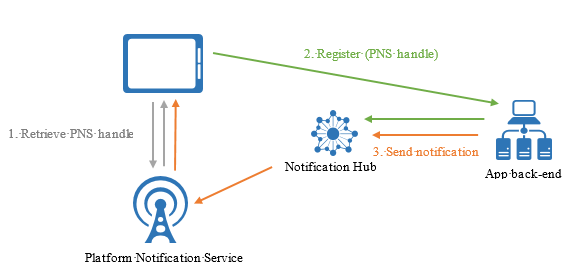 2. Register (PNS handle)
1. Retrieve PNS handle
3. Send notification
Notification Hub
App back-end
Platform Notification Service